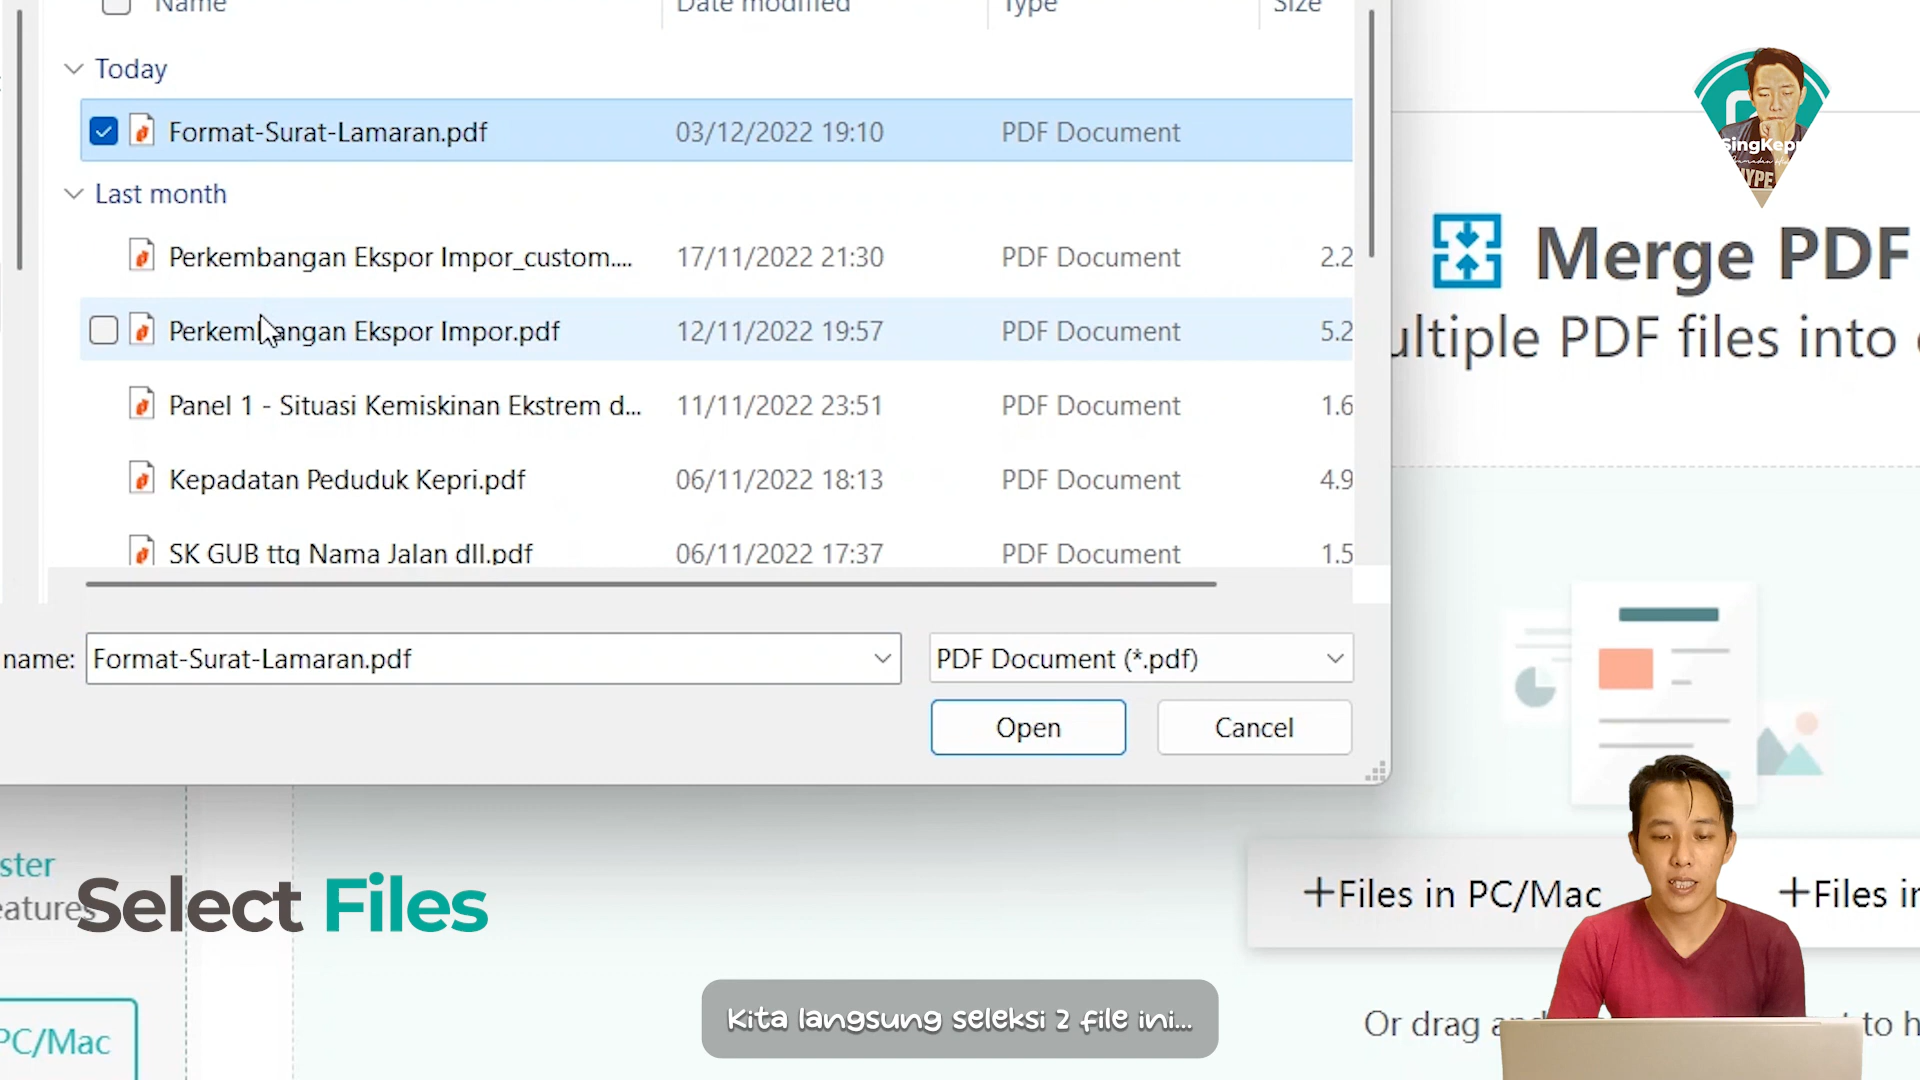 Name Date modified Type Size
Today
Format-Surat-Lamaran.pdf 03/12/2022 19:10 PDF Document
Last month
Perkembangan Ekspor Impor_custom.... 17/11/2022 21:30 PDF Document 2.2
Perkembangan Ekspor Impor.pdf 12/11/2022 19:57 PDF Document 5.2
Panel 1 - Situasi Kemiskinan Ekstrem d... 11/11/2022 23:51 PDF Document 1.6
Kepadatan Peduduk Kepri.pdf 06/11/2022 18:13 PDF Document 4.9
SK GUB ttg Nama Jalan dll.pdf 06/11/2022 17:37 PDF Document 1.5
name: Format-Surat-Lamaran.pdf PDF Document (*.pdf)
Open Cancel
SingKepr
HYPE
Merge PDF
ultiple PDF files into
+Files in PC/Mac +Files in
Or drag to h
ster
eatures
Select Files
PC/Mac
Kita langsung seleksi 2 file ini...